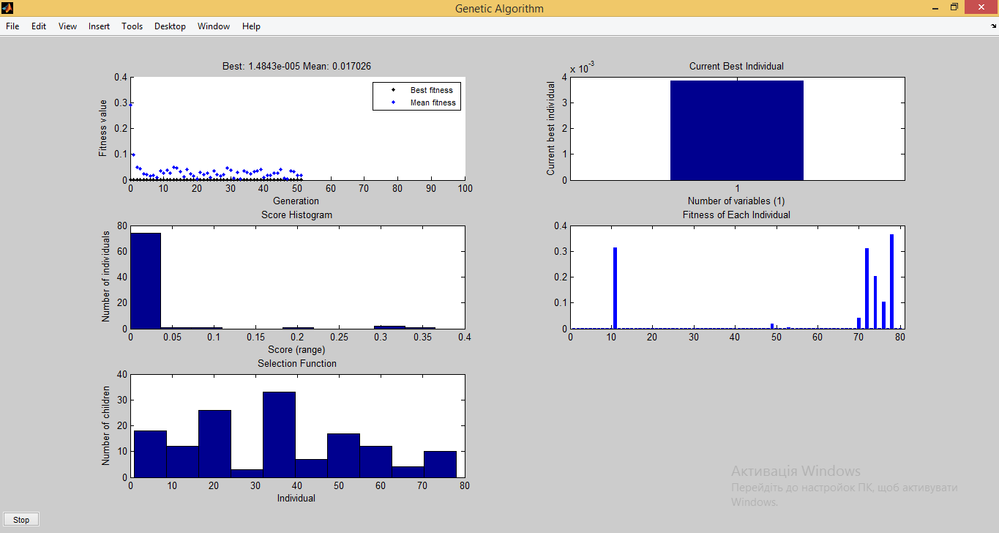 Genetic Algorithm
File Edit View Insert Tools Desktop Window Help
Best: 1.4843e-005 Mean: 0.017026
Fitness value
0.4
0.3
0.2
0.1
0
Best fitness
Mean fitness
0 10 20 30 40 50 60 70 80 90 100
Generation
Current Best Individual
x 10-3
Current best individual
4
3
2
1
0
1
Number of variables (1)
Score Histogram
Number of individuals
80
60
40
20
0
0 0.05 0.1 0.15 0.2 0.25 0.3 0.35 0.4
Score (range)
Fitness of Each Individual
0.4
0.3
0.2
0.1
0
0 10 20 30 40 50 60 70 80
Selection Function
Number of children
40
30
20
10
0
0 10 20 30 40 50 60 70 80
Individual
Активація Windows
Перейдіть до настройок ПК, щоб активувати
Windows.
Stop